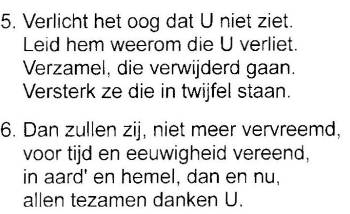 5. Verlicht het oog dat U niet ziet.
Leid hem weerom die U verliet.
Verzamel, die verwijderd gaan.
Versterk ze die in twijfel staan.
6. Dan zullen zij, niet meer vervreemd,
voor tijd en eeuwigheid vereend,
in aard' en hemel, dan en nu,
allen tezamen danken U.